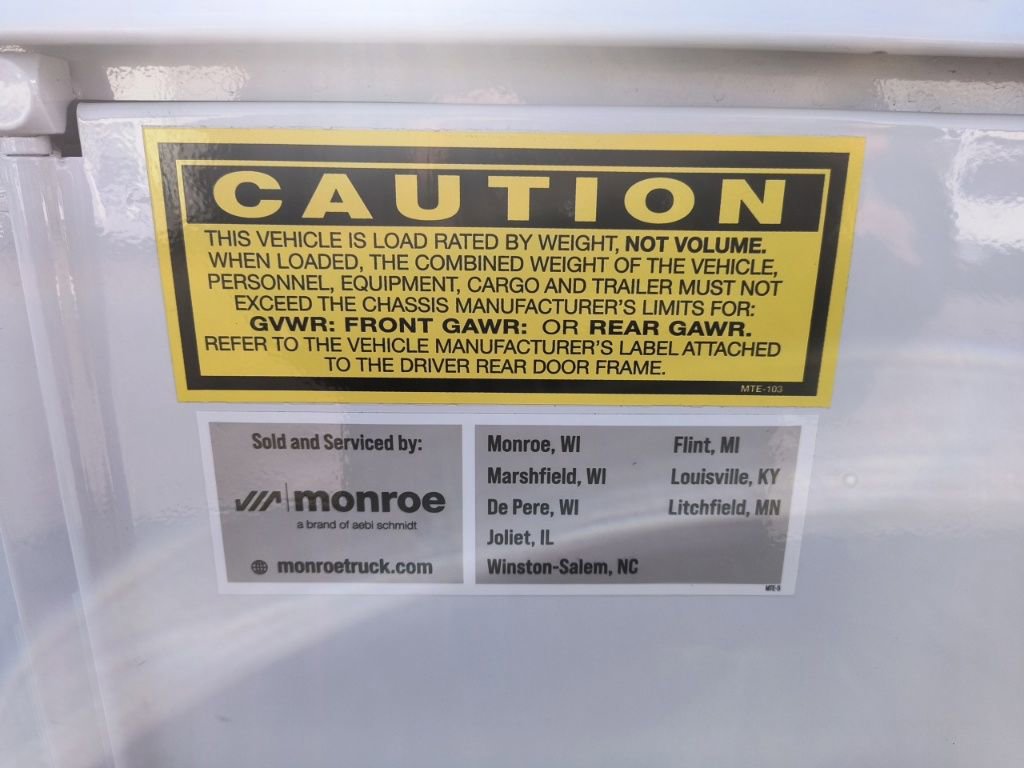 CAUTION
THIS VEHICLE IS LOAD RATED BY WEIGHT, NOT VOLUME.
WHEN LOADED, THE COMBINED WEIGHT OF THE VEHICLE,
PERSONNEL, EQUIPMENT, CARGO AND TRAILER MUST NOT
EXCEED THE CHASSIS MANUFACTURER'S LIMITS FOR:
GVWR: FRONT GAWR: OR REAR GAWR.
REFER TO THE VEHICLE MANUFACTURER'S LABEL ATTACHED
TO THE DRIVER REAR DOOR FRAME.
MTE-103
Sold and Serviced by:
monroe
a brand of aebi schmidt
monroetruck.com
Monroe, WI
Marshfield, WI
De Pere, WI
Joliet, IL
Winston-Salem, NC
Flint, MI
Louisville, KY
Litchfield, MN